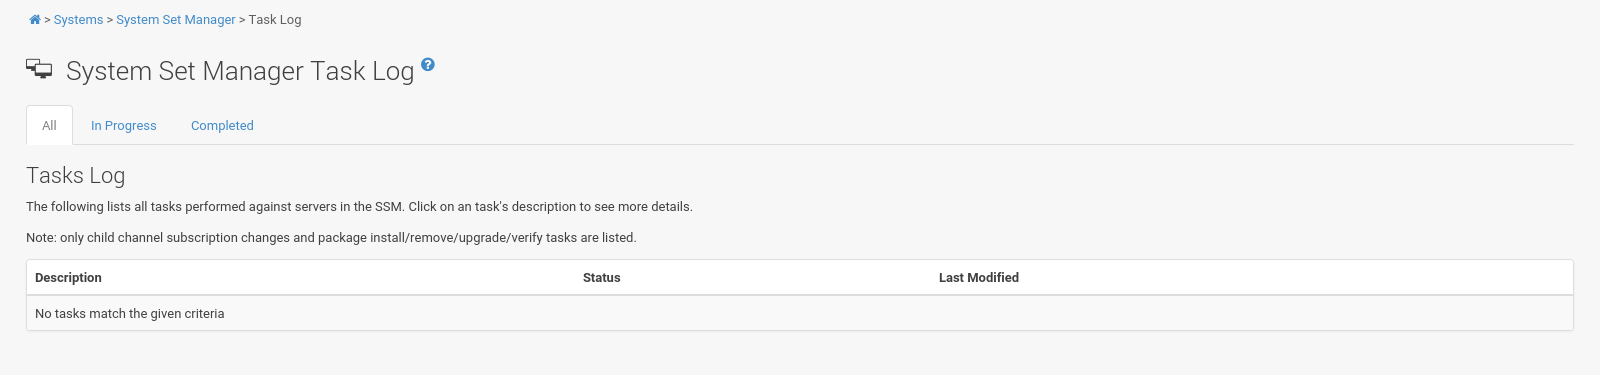 > Systems > System Set Manager > Task Log
System Set Manager Task Log ?
All In Progress Completed
Tasks Log
The following lists all tasks performed against servers in the SSM. Click on an task's description to see more details.
Note: only child channel subscription changes and package install/remove/upgrade/verify tasks are listed.
Description Status Last Modified
No tasks match the given criteria